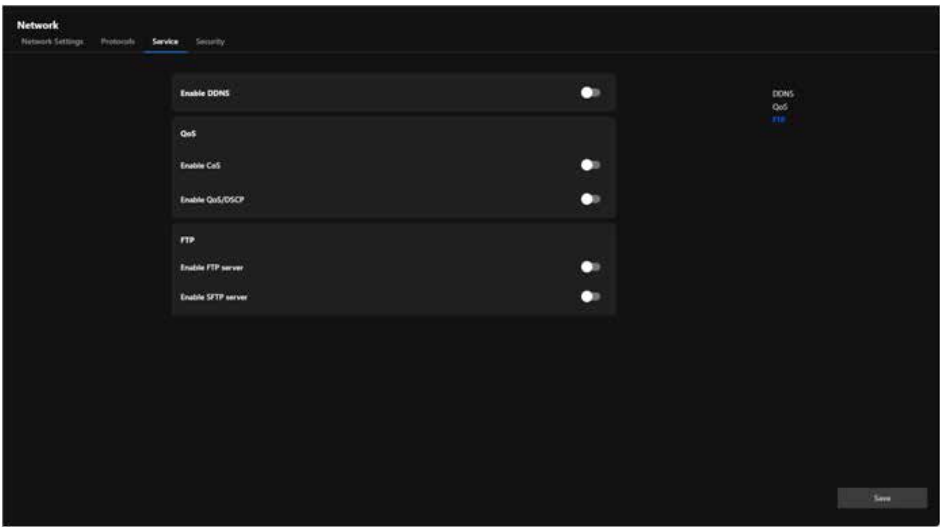 Network
Network Settings Protocols Service Security
Enable DDNS
QoS
Enable CoS
Enable QoS/DSCP
FTP
Enable FTP server
Enable SFTP server
DDNS
QoS
FTP
Save